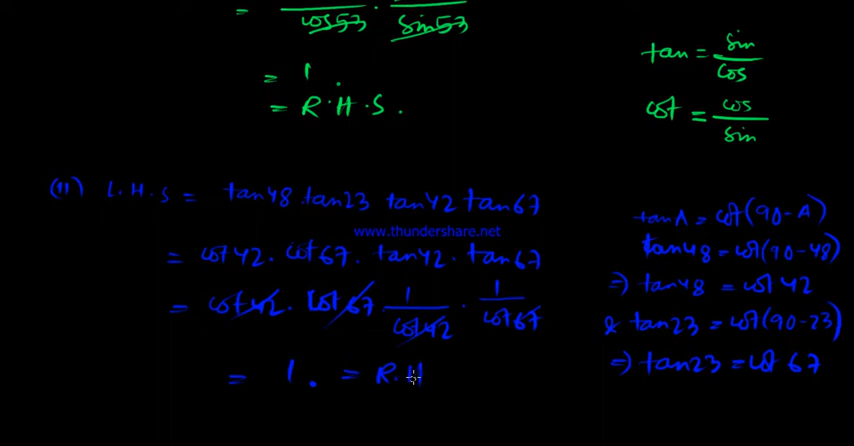 = cos53 . sin53
= 1 .
= R.H.S .
tan = sin/cos
cot = cos/sin
(II) L.H.S = tan48 . tan23 tan42 tan67
www.thundershare.net
= cot42 . cot67 . tan42 . tan67
= cot42 . cot67 1/cot42 . 1/cot67
= 1 . = R.H
tanA = cot(90-A)
tan48 = cot(90-48)
=> tan48 = cot42
& tan23 = cot(90-23)
=> tan23 = cot67